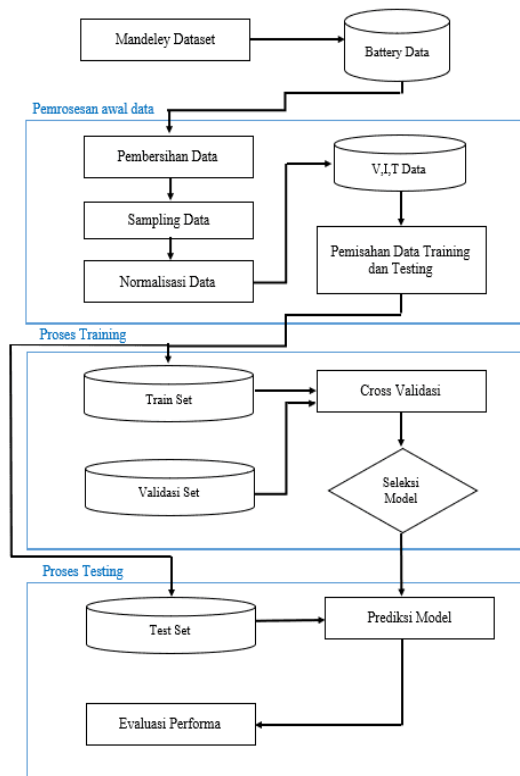 Mandeley Dataset
Battery Data
Pemrosesan awal data
Pembersihan Data
V,I,T Data
Sampling Data
Pemisahan Data Training
dan Testing
Normalisasi Data
Proses Training
Train Set
Cross Validasi
Validasi Set
Seleksi
Model
Proses Testing
Test Set
Prediksi Model
Evaluasi Performa